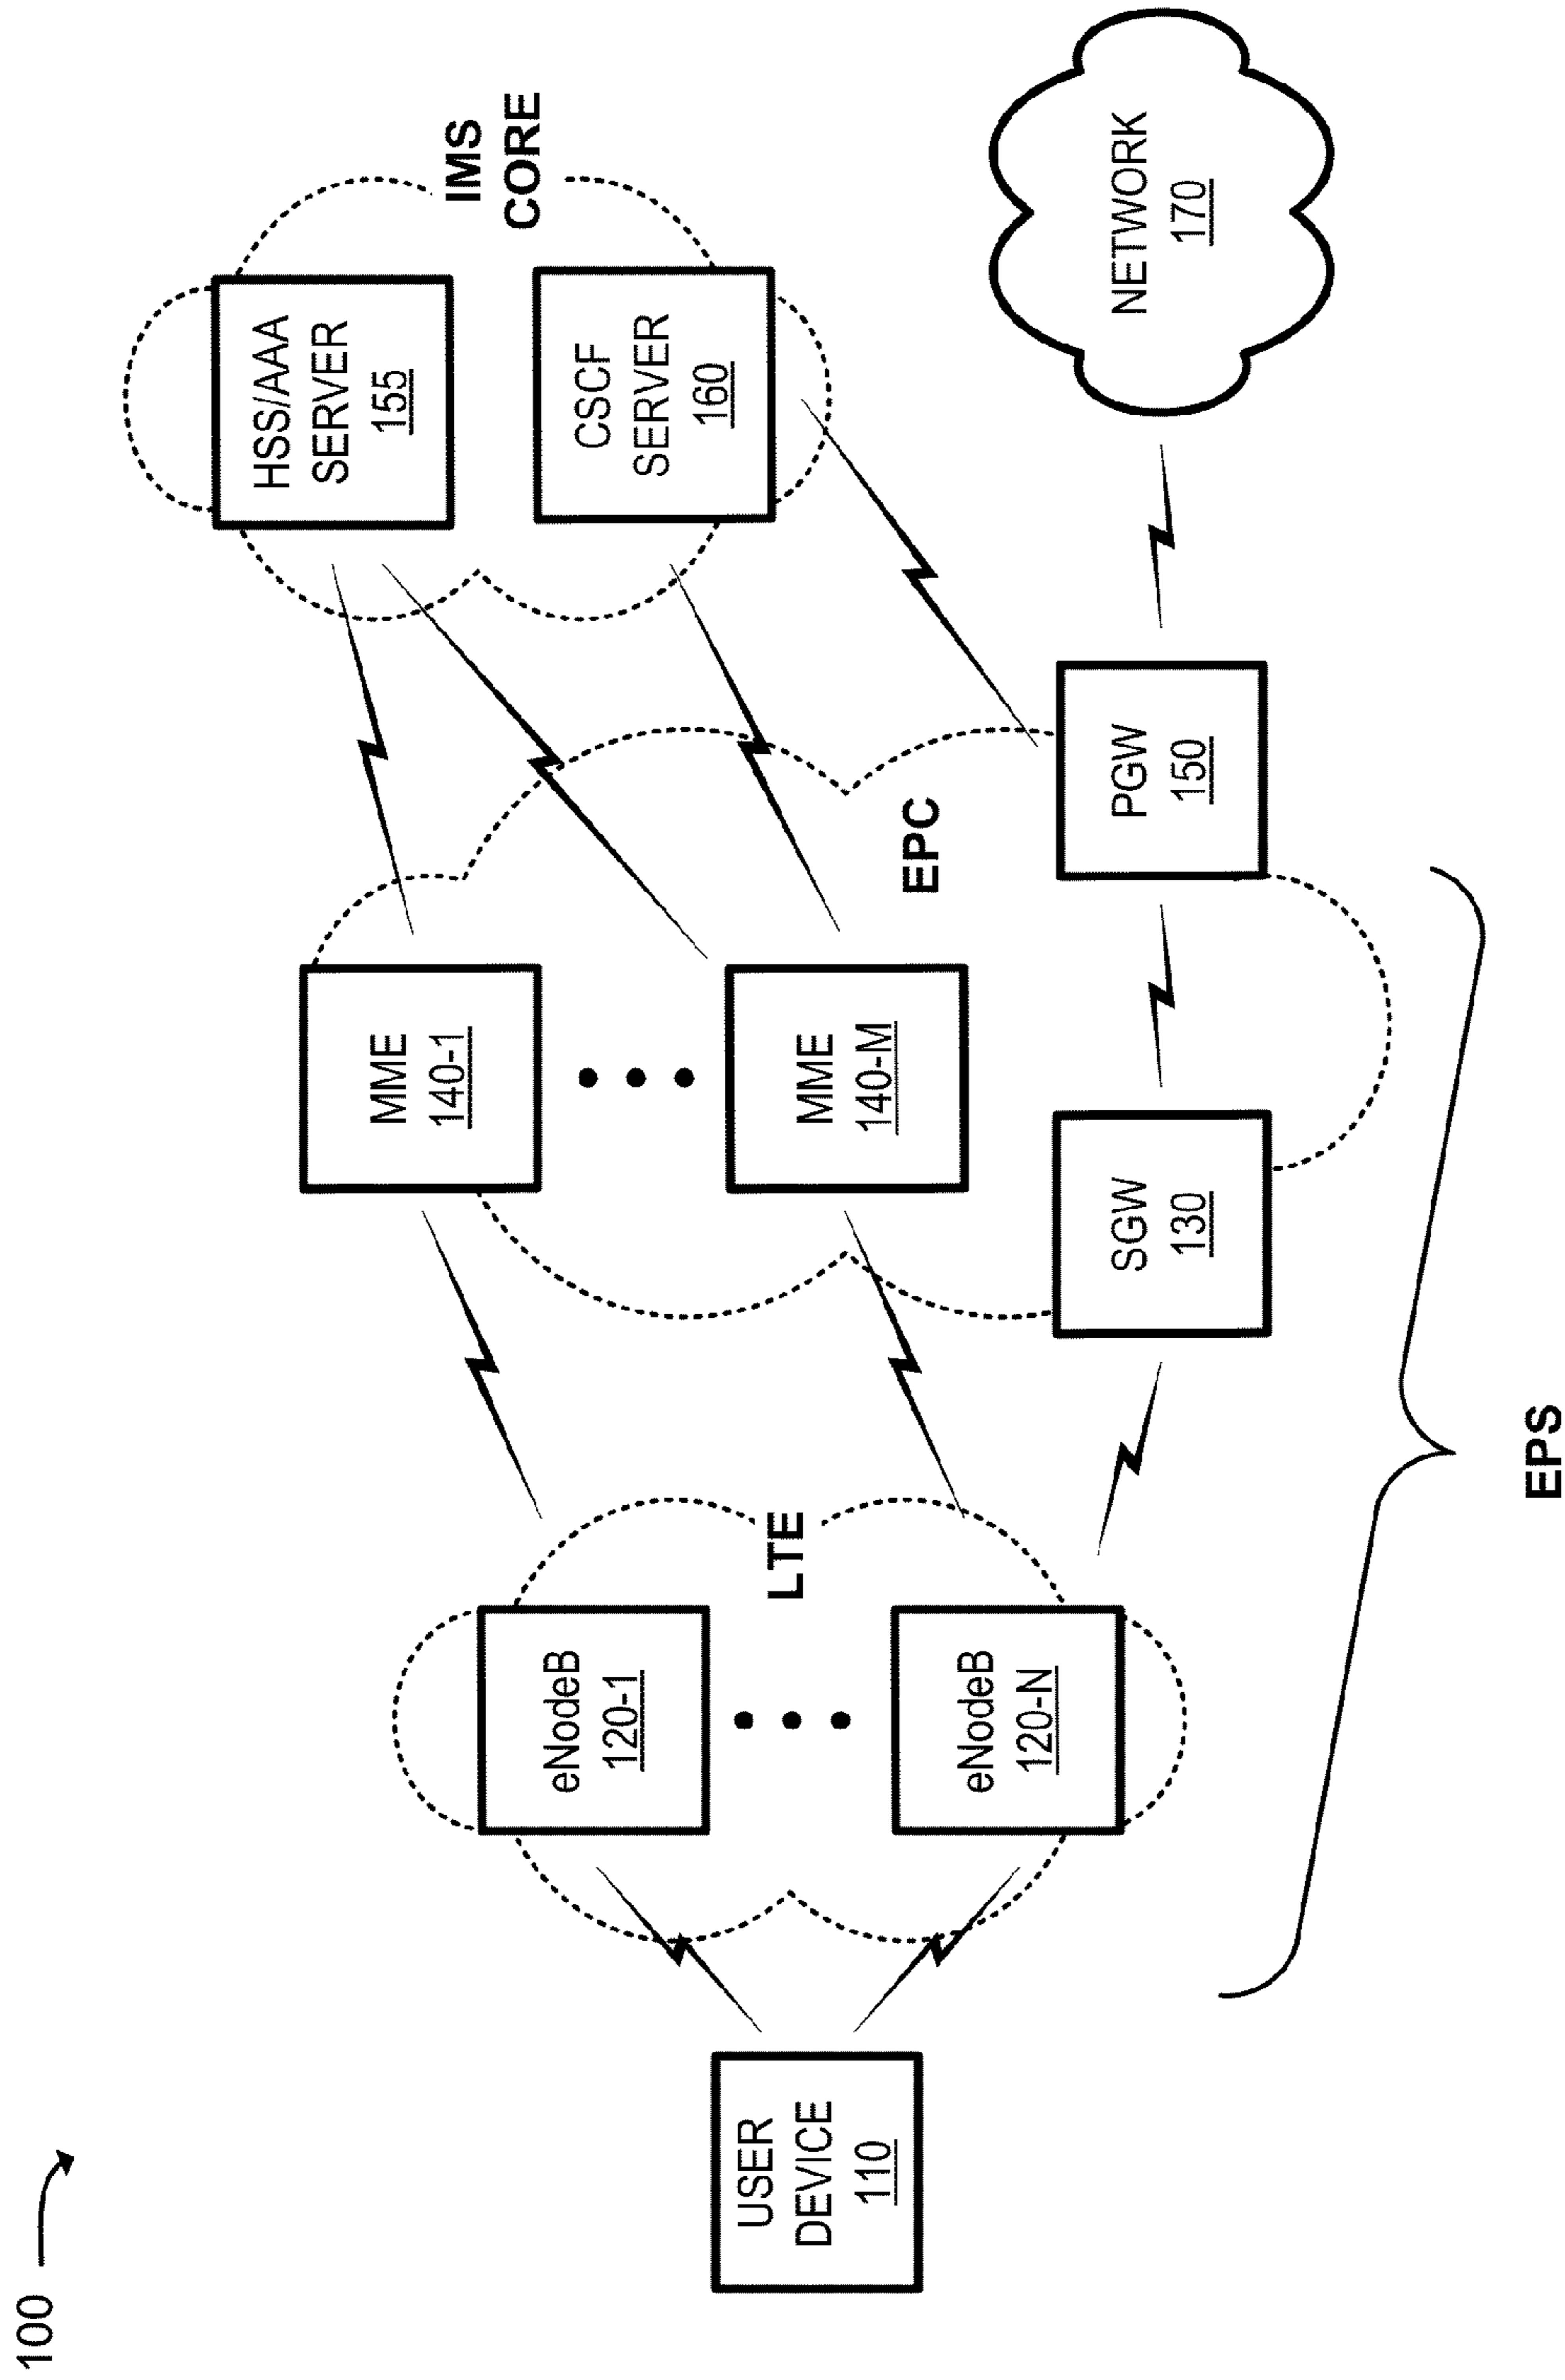 100
USER
DEVICE
110
eNodeB
120-1
eNodeB
120-N
LTE
MME
140-1
MME
140-M
SGW
130
EPC
PGW
150
HSS/AAA
SERVER
155
CSCF
SERVER
160
IMS
CORE
NETWORK
170
EPS